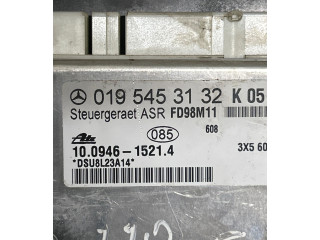 019 545 31 32 K 05
Steuergeraet ASR FD98M11
085
608
Ate
10.0946-1521.4
3X5 60
*DSU8L23A14*